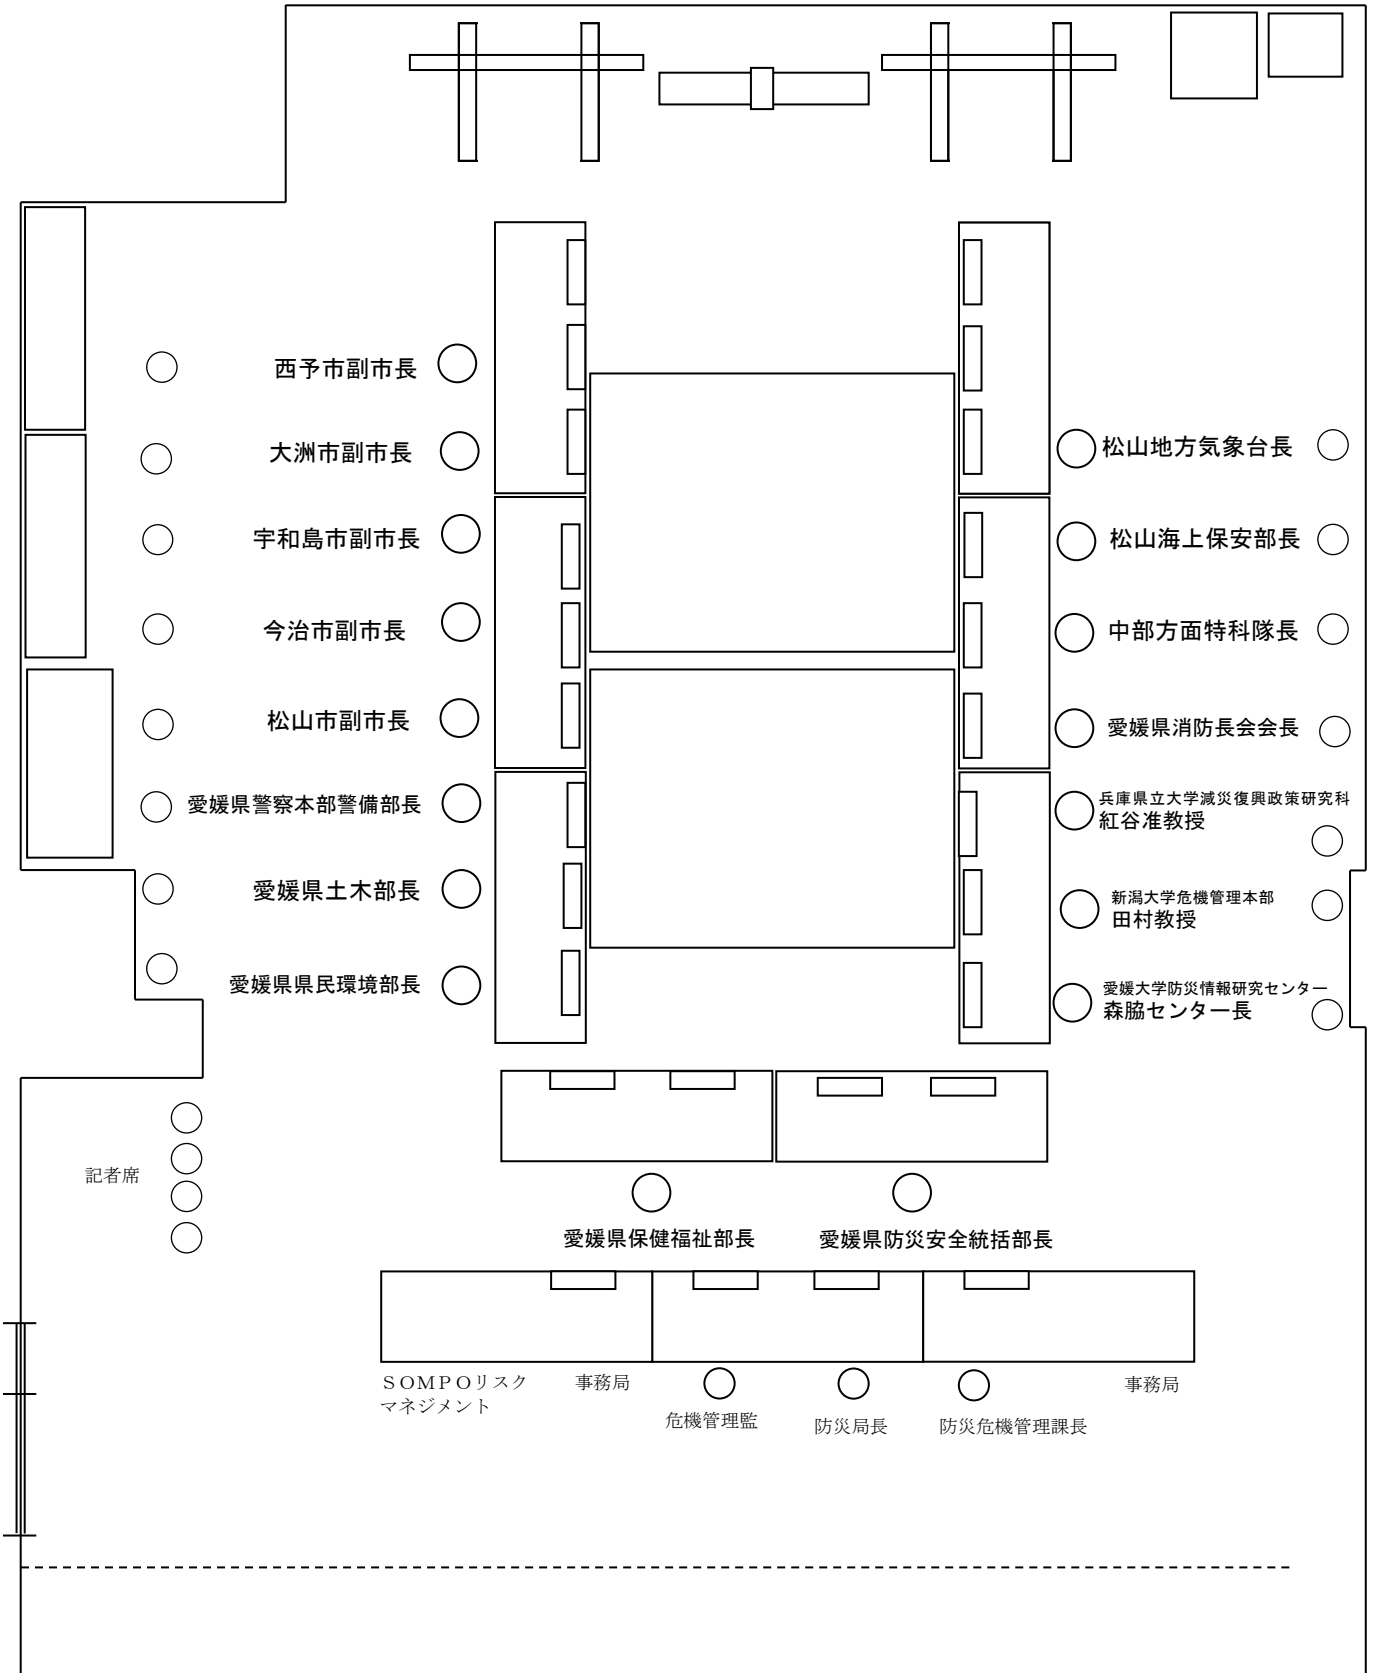 西予市副市長
大洲市副市長
宇和島市副市長
今治市副市長
松山市副市長
愛媛県警察本部警備部長
愛媛県土木部長
愛媛県県民環境部長
松山地方気象台長
松山海上保安部長
中部方面特科隊長
愛媛県消防長会会長
兵庫県立大学減災復興政策研究科
紅谷准教授
新潟大学危機管理本部
田村教授
愛媛大学防災情報研究センター
森脇センター長
記者席
愛媛県保健福祉部長
愛媛県防災安全統括部長
ＳＯＭＰＯリスク
マネジメント
事務局
危機管理監
防災局長
防災危機管理課長
事務局